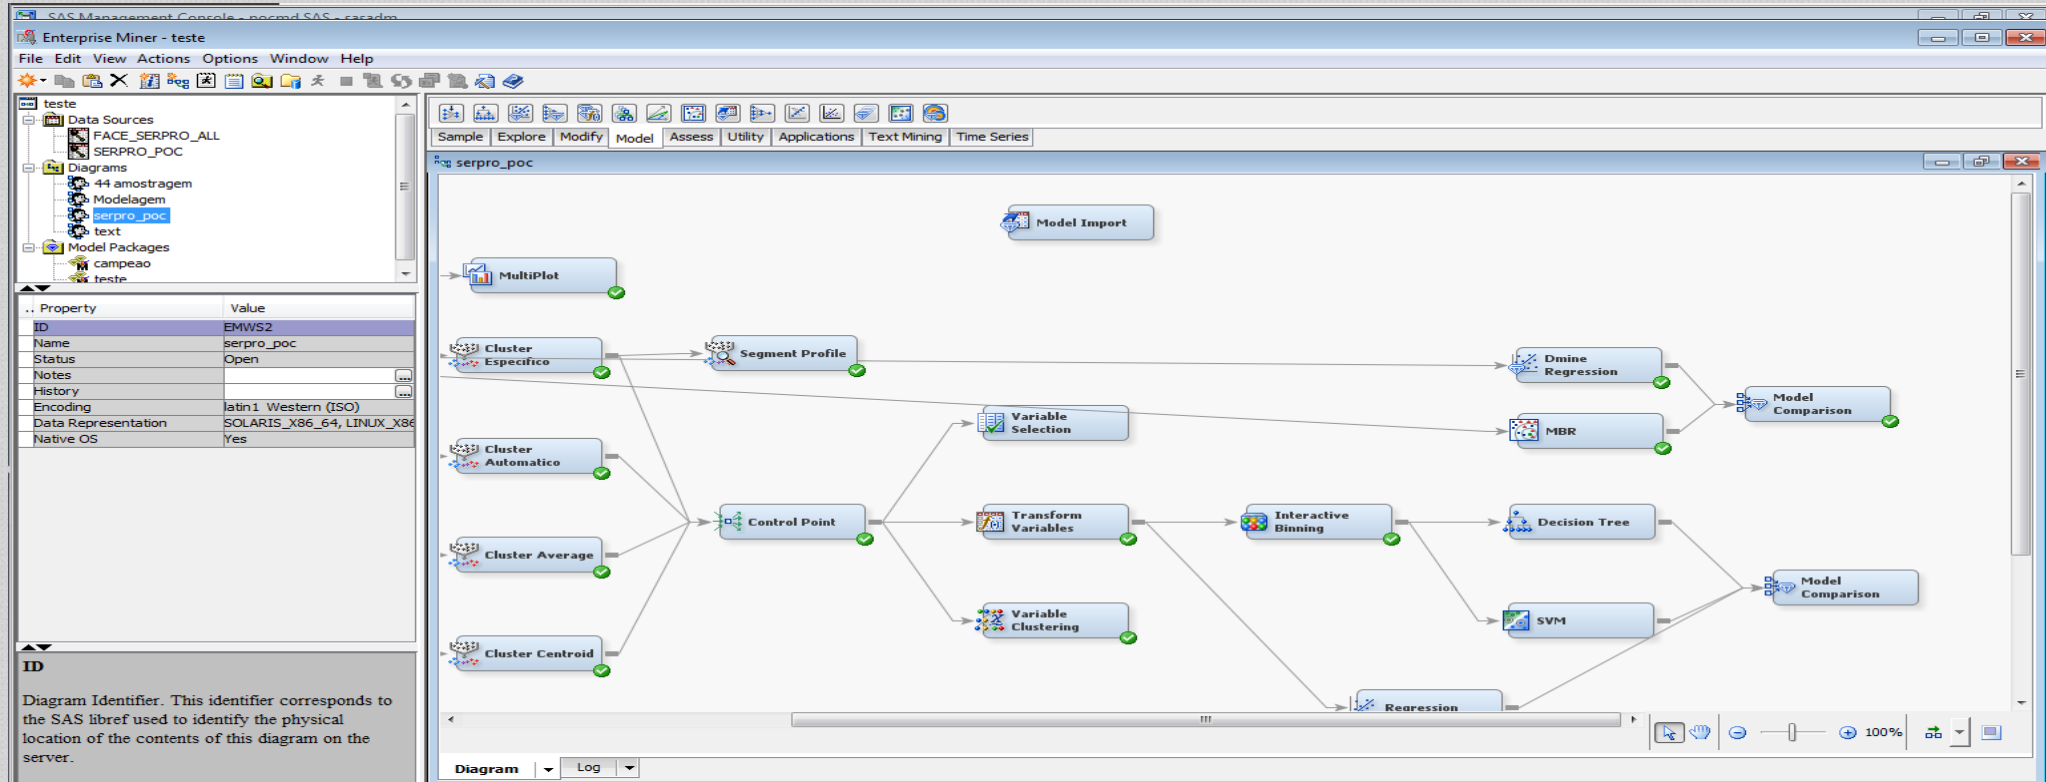 SAS Management Console - pocmd SAS - sasadm
Enterprise Miner - teste
File Edit View Actions Options Window Help
teste
Data Sources
FACE_SERPRO_ALL
SERPRO_POC
Diagrams
44 amostragem
Modelagem
serpro_poc
text
Model Packages
campeao
teste
.. Property Value
ID EMWS2
Name serpro_poc
Status Open
Notes ...
History ...
Encoding latin1 Western (ISO)
Data Representation SOLARIS_X86_64, LINUX_X86
Native OS Yes
ID
Diagram Identifier. This identifier corresponds to
the SAS libref used to identify the physical
location of the contents of this diagram on the
server.
Sample Explore Modify Model Assess Utility Applications Text Mining Time Series
serpro_poc
Model Import
MultiPlot
Cluster
Especifico
Segment Profile
Dmine
Regression
Model
Comparison
Variable
Selection
MBR
Cluster
Automatico
Control Point
Transform
Variables
Interactive
Binning
Decision Tree
Cluster Average
Model
Comparison
Variable
Clustering
SVM
Cluster Centroid
Regression
100%
Diagram Log